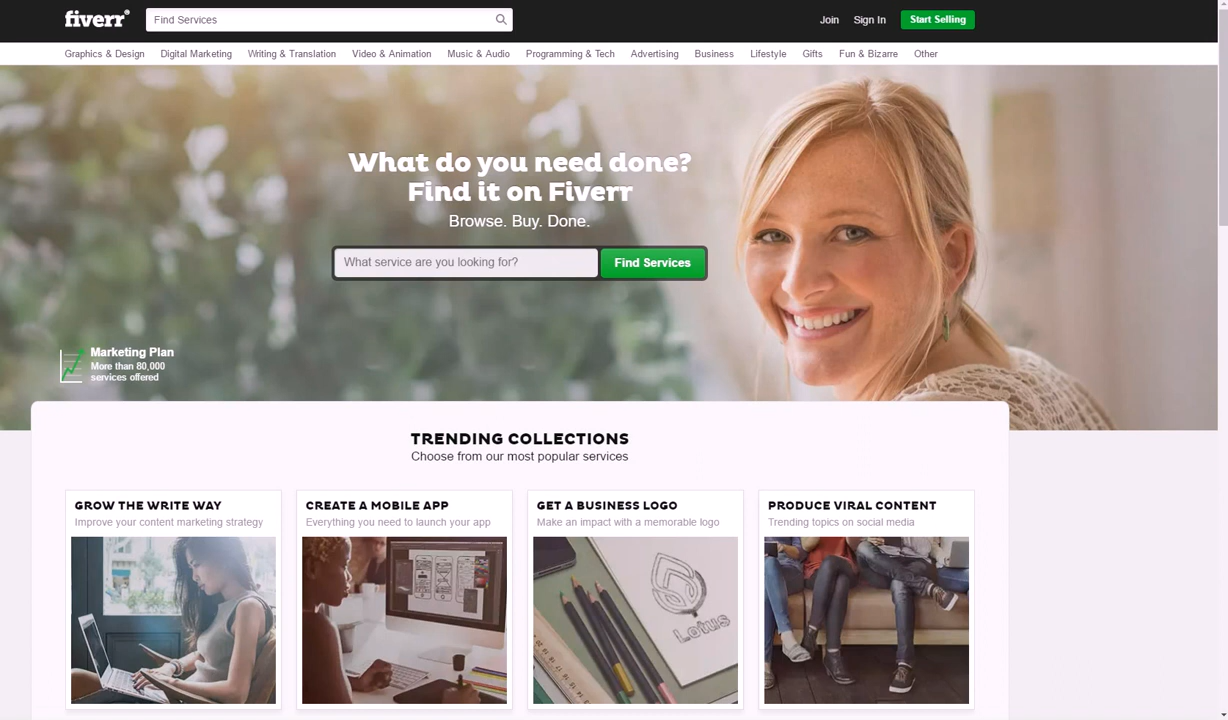 fiverr®
Find Services
Join Sign In Start Selling
Graphics & Design Digital Marketing Writing & Translation Video & Animation Music & Audio Programming & Tech Advertising Business Lifestyle Gifts Fun & Bizarre Other
What do you need done?
Find it on Fiverr
Browse. Buy. Done.
What service are you looking for? Find Services
Marketing Plan
More than 80,000
services offered
TRENDING COLLECTIONS
Choose from our most popular services
GROW THE WRITE WAY
Improve your content marketing strategy
CREATE A MOBILE APP
Everything you need to launch your app
GET A BUSINESS LOGO
Make an impact with a memorable logo
Lotus
PRODUCE VIRAL CONTENT
Trending topics on social media